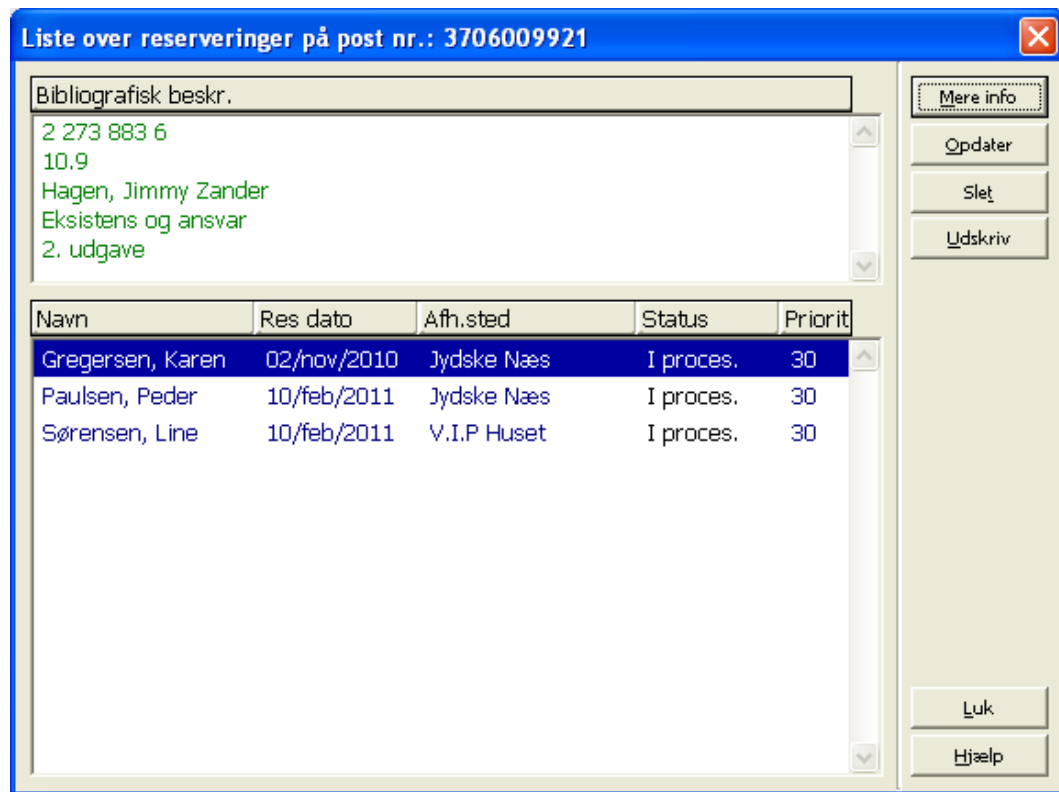 Liste over reserveringer på post nr.: 3706009921
Bibliografisk beskr.
2 273 883 6
10.9
Hagen, Jimmy Zander
Eksistens og ansvar
2. udgave
Navn Res dato Afh.sted Status Priorit
Gregersen, Karen 02/nov/2010 Jydske Næs I proces. 30
Paulsen, Peder 10/feb/2011 Jydske Næs I proces. 30
Sørensen, Line 10/feb/2011 V.I.P Huset I proces. 30
Mere info
Opdater
Slet
Udskriv
Luk
Hjælp